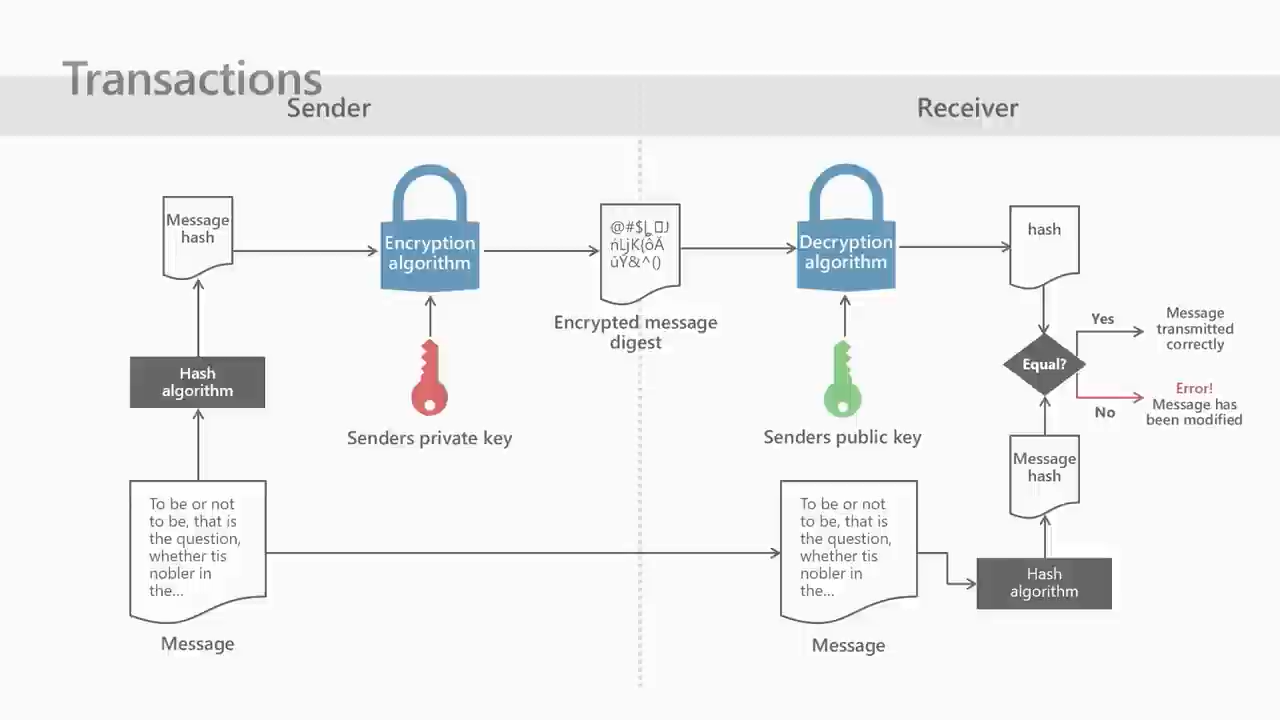 Transactions
Sender
Receiver
Message
hash
Encryption
algorithm
Encrypted message
digest
Decryption
algorithm
hash
Hash
algorithm
Senders private key
Senders public key
Equal?
Yes
Message
transmitted
correctly
No
Error!
Message has
been modified
Message
hash
To be or not
to be, that is
the question,
whether tis
nobler in
the...
Message
To be or not
to be, that is
the question,
whether tis
nobler in
the...
Message
Hash
algorithm